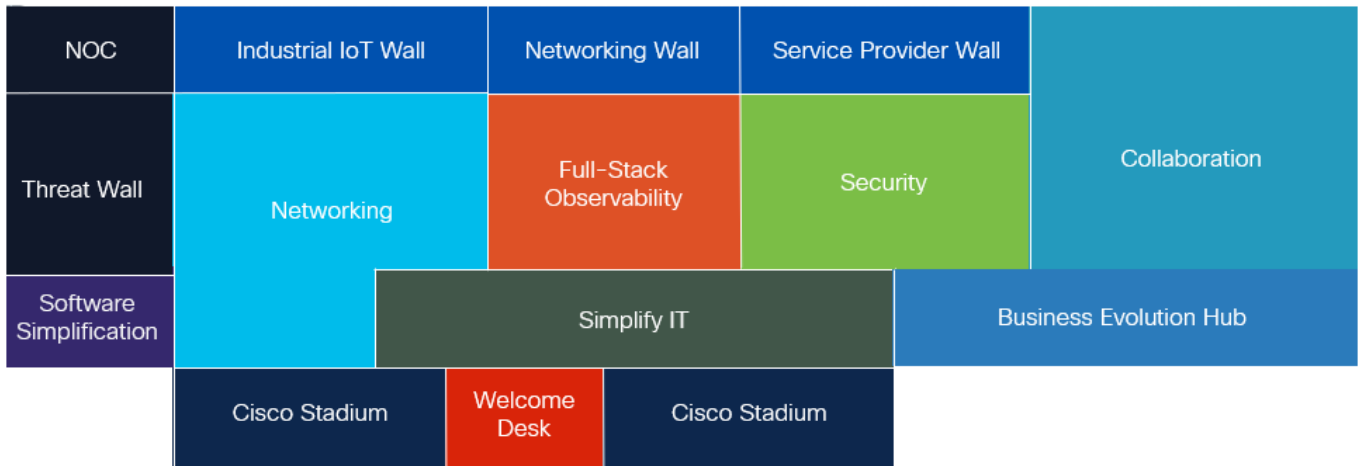 NOC
Industrial IoT Wall
Networking Wall
Service Provider Wall
Collaboration
Threat Wall
Networking
Full-Stack
Observability
Security
Software
Simplification
Simplify IT
Business Evolution Hub
Cisco Stadium
Welcome
Desk
Cisco Stadium